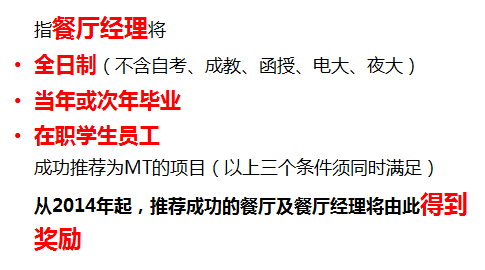 指餐厅经理将
• 全日制（不含自考、成教、函授、电大、夜大）
• 当年或次年毕业
• 在职学生员工
成功推荐为MT的项目（以上三个条件须同时满足）
从2014年起，推荐成功的餐厅及餐厅经理将由此得到
奖励